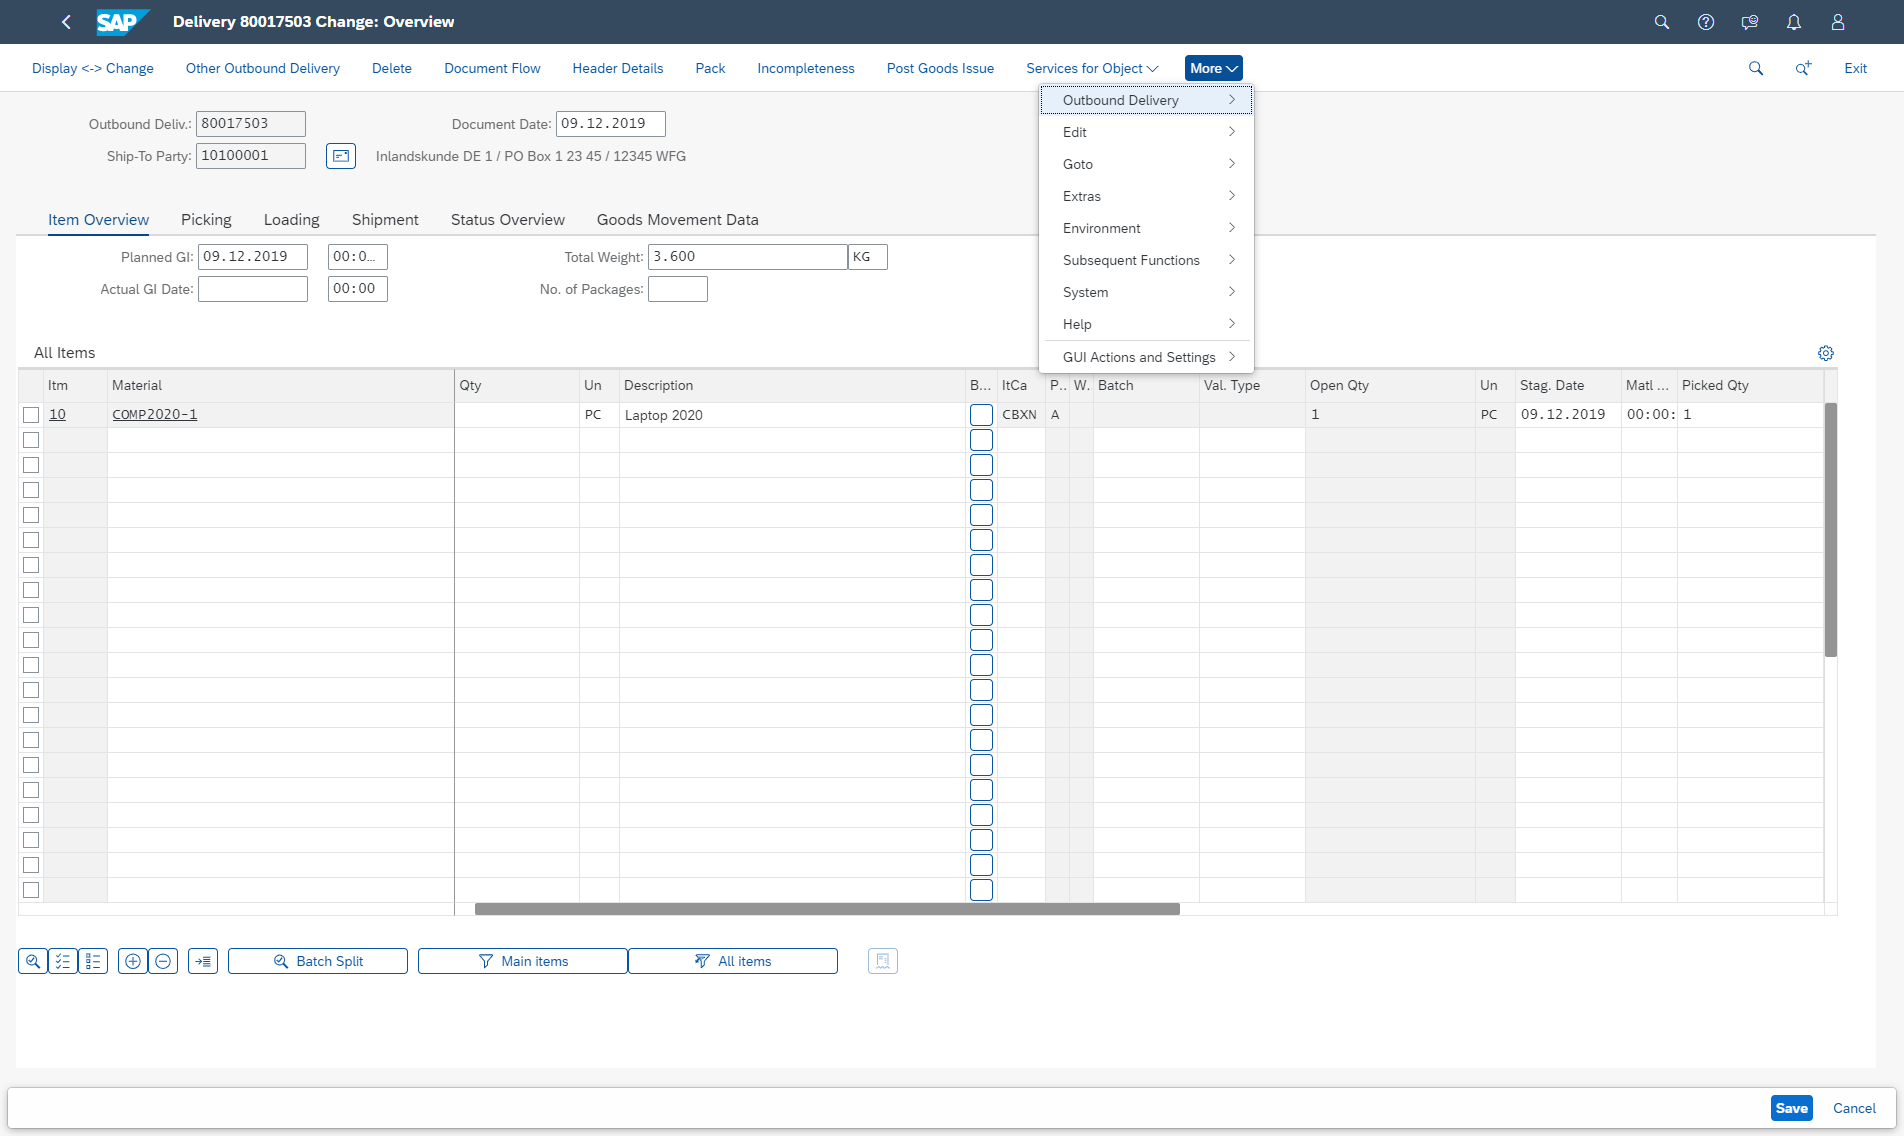 SAP Delivery 80017503 Change: Overview
Display <-> Change Other Outbound Delivery Delete Document Flow Header Details Pack Incompleteness Post Goods Issue Services for Object More Exit
Outbound Delivery
Edit
Goto
Extras
Environment
Subsequent Functions
System
Help
GUI Actions and Settings
Outbound Deliv.: 80017503 Document Date: 09.12.2019
Ship-To Party: 10100001 Inlandskunde DE 1 / PO Box 1 23 45 / 12345 WFG
Item Overview Picking Loading Shipment Status Overview Goods Movement Data
Planned GI: 09.12.2019 00:0... Total Weight: 3.600 KG
Actual GI Date: 00:00 No. of Packages:
All Items
Itm Material Qty Un Description B... ItCa P.. W. Batch Val. Type Open Qty Un Stag. Date Matl ... Picked Qty
10 COMP2020-1 PC Laptop 2020 CBXN A 1 PC 09.12.2019 00:00: 1
Batch Split Main items All items
Save Cancel